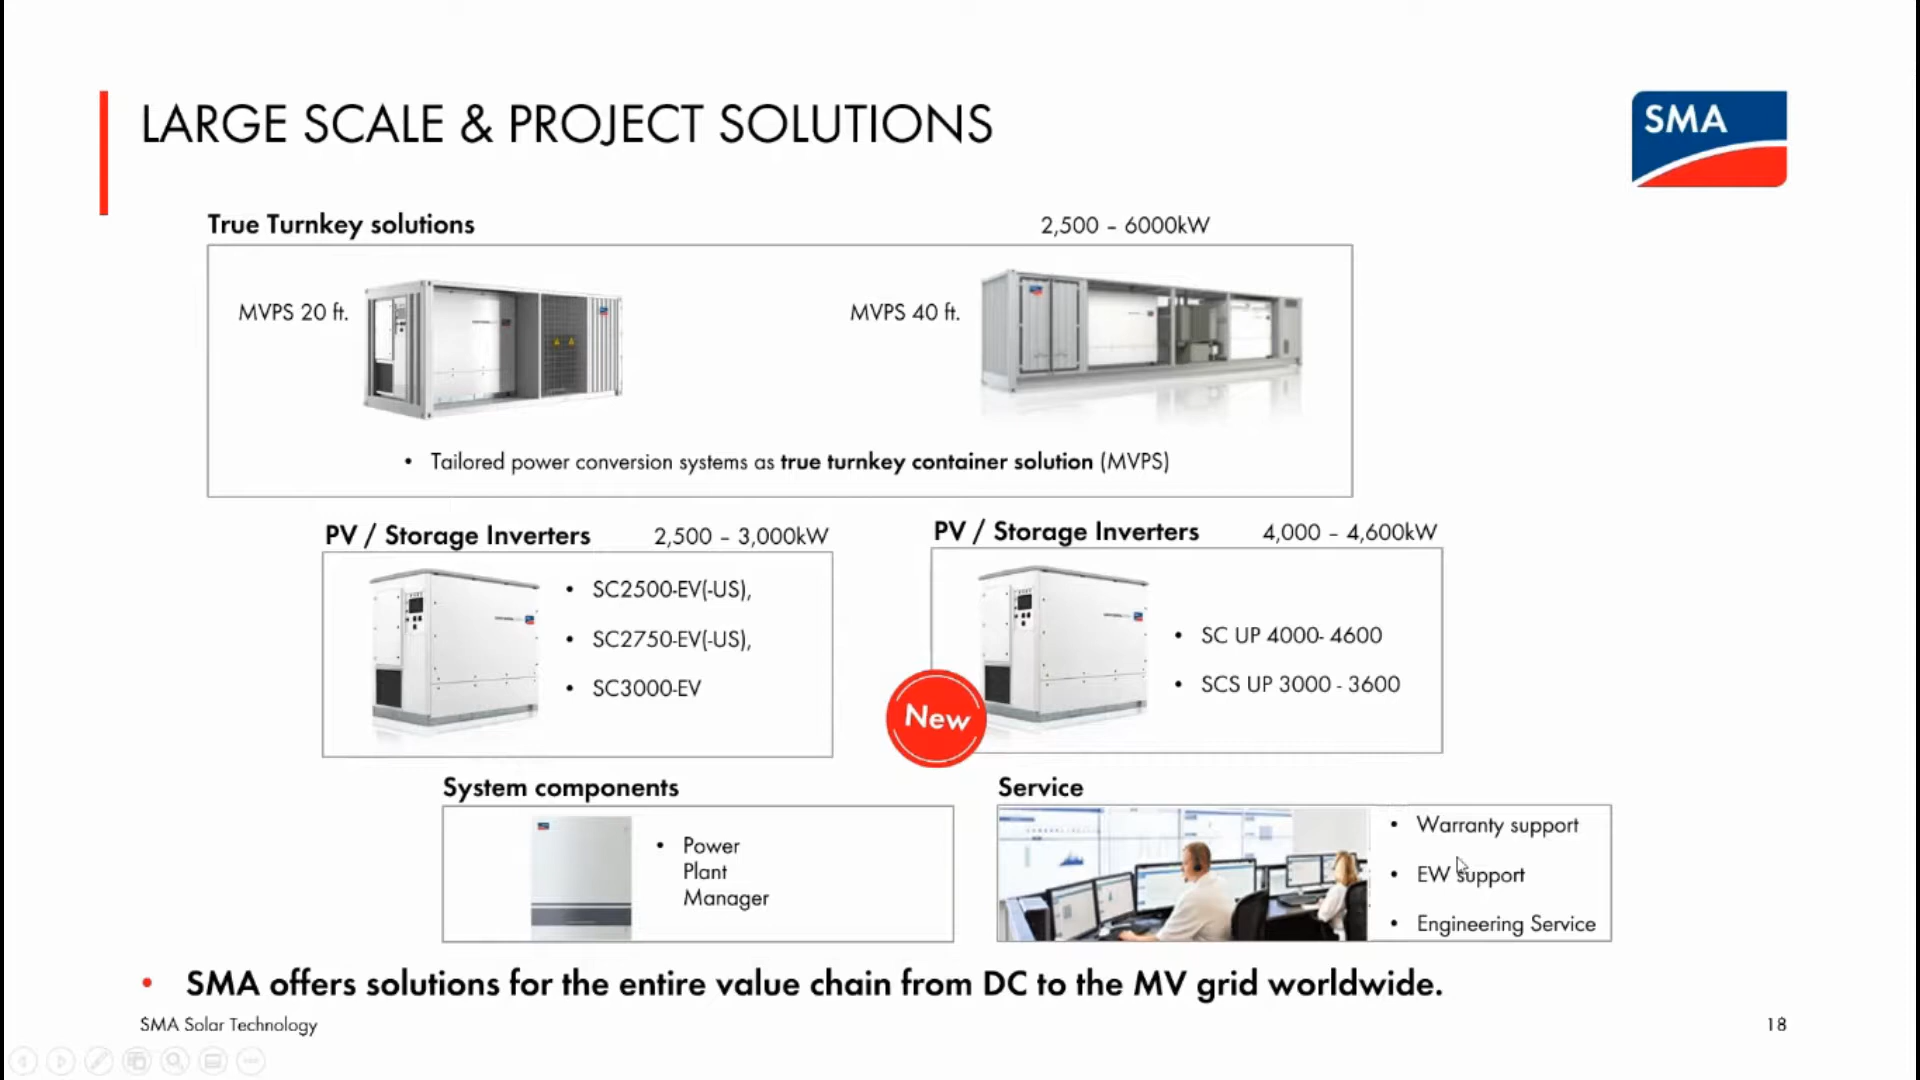 LARGE SCALE & PROJECT SOLUTIONS
SMA
True Turnkey solutions
2,500 – 6000kW
MVPS 20 ft.
MVPS 40 ft.
• Tailored power conversion systems as true turnkey container solution (MVPS)
PV / Storage Inverters
2,500 – 3,000kW
• SC2500-EV(-US),
• SC2750-EV(-US),
• SC3000-EV
PV / Storage Inverters
4,000 – 4,600kW
• SC UP 4000- 4600
• SCS UP 3000 - 3600
New
System components
• Power
Plant
Manager
Service
• Warranty support
• EW support
• Engineering Service
• SMA offers solutions for the entire value chain from DC to the MV grid worldwide.
SMA Solar Technology
18